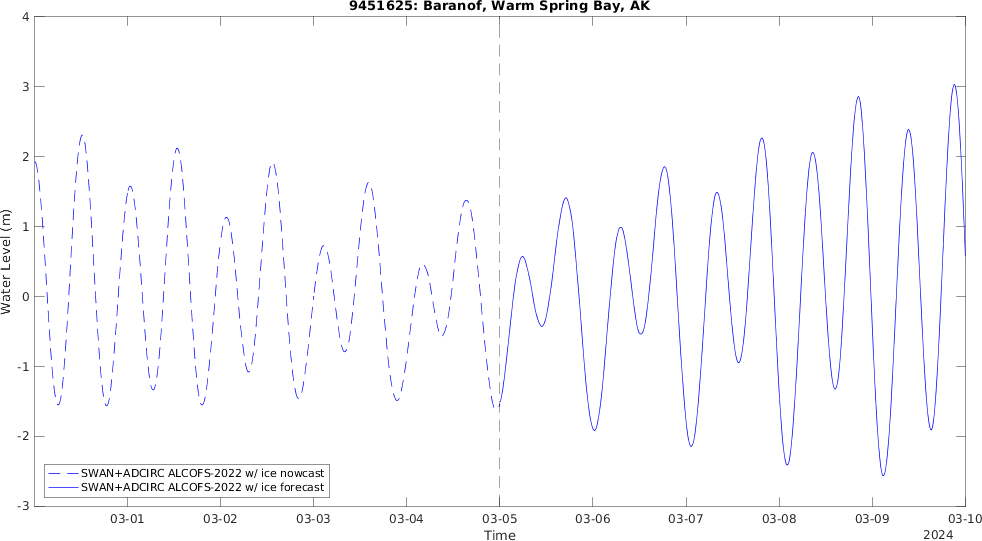 9451625: Baranof, Warm Spring Bay, AK
Water Level (m)
4
3
2
1
0
-1
-2
-3
SWAN+ADCIRC ALCOFS-2022 w/ ice nowcast
SWAN+ADCIRC ALCOFS-2022 w/ ice forecast
03-01 03-02 03-03 03-04 03-05 03-06 03-07 03-08 03-09 03-10
Time
2024